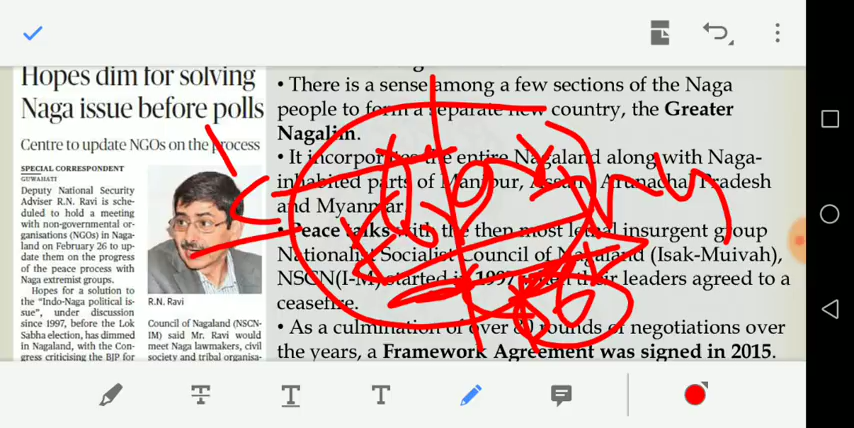 Hopes dim for solving
Naga issue before polls
Centre to update NGOs on the process
SPECIAL CORRESPONDENT
GUWAHATI
Deputy National Security
Adviser R.N. Ravi is sche-
duled to hold a meeting
with non-governmental or-
ganisations (NGOs) in Naga-
land on February 26 to up-
date them on the progress
of the peace process with
Naga extremist groups.
Hopes for a solution to
the "Indo-Naga political is-
sue", under discussion
since 1997, before the Lok
Sabha election, has dimmed
in Nagaland, with the Con-
gress criticising the BJP for
R.N. Ravi
Council of Nagaland (NSCN-
IM) said Mr. Ravi would
meet Naga lawmakers, civil
society and tribal organisa-
• There is a sense among a few sections of the Naga
people to form a separate new country, the Greater
Nagalim.
• It incorporates the entire Nagaland along with Naga-
inhabited parts of Manipur, Assam, Arunachal Pradesh
and Myanmar.
• Peace talks with the then most lethal insurgent group
Nationalist Socialist Council of Nagaland (Isak-Muivah),
NSCN(I-M) started in 1997 when their leaders agreed to a
ceasefire.
• As a culmination of over 80 rounds of negotiations over
the years, a Framework Agreement was signed in 2015.